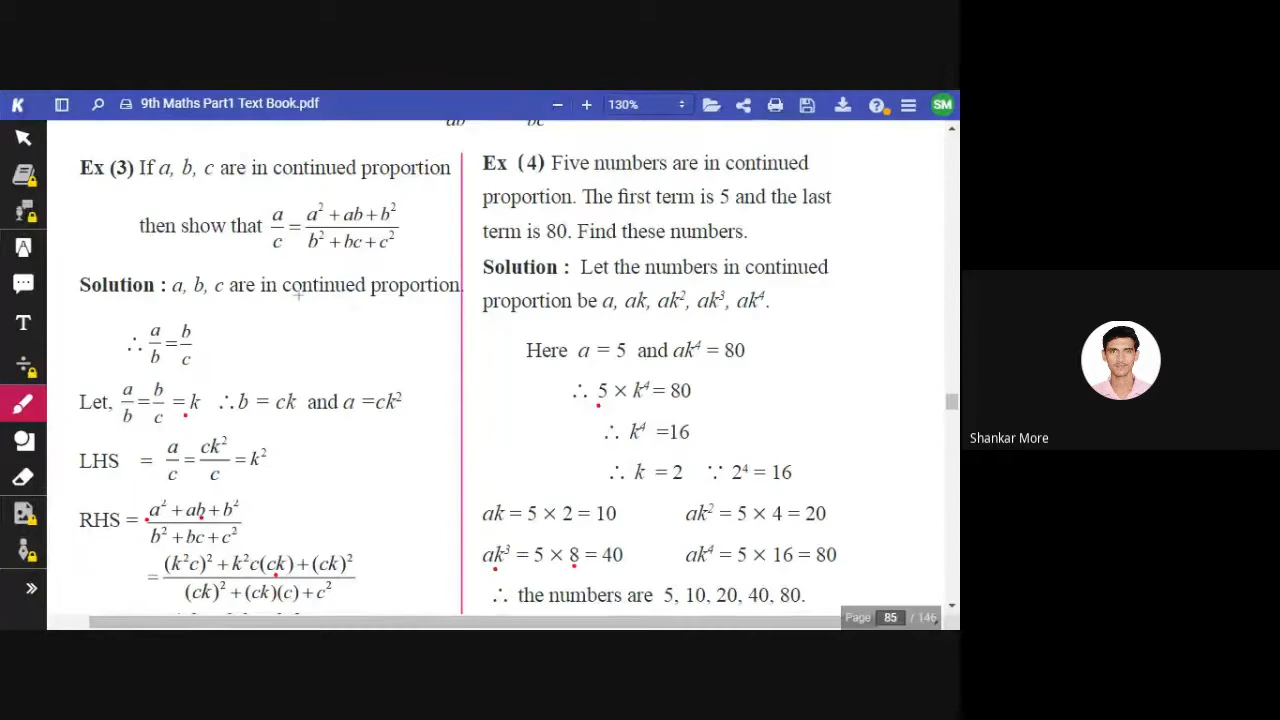 9th Maths Part1 Text Book.pdf
130%
SM
ab bc
Ex (3) If a, b, c are in continued proportion
then show that a/c = (a² + ab + b²)/(b² + bc + c²)
Solution : a, b, c are in continued proportion.
∴ a/b = b/c
Let, a/b = b/c = k ∴ b = ck and a = ck²
LHS = a/c = ck²/c = k²
RHS = (a² + ab + b²)/(b² + bc + c²)
= ((k²c)² + k²c(ck) + (ck)²)/((ck)² + (ck)(c) + c²)
Ex (4) Five numbers are in continued
proportion. The first term is 5 and the last
term is 80. Find these numbers.
Solution : Let the numbers in continued
proportion be a, ak, ak², ak³, ak⁴.
Here a = 5 and ak⁴ = 80
∴ 5 × k⁴ = 80
∴ k⁴ =16
∴ k = 2 ∵ 2⁴ = 16
ak = 5 × 2 = 10 ak² = 5 × 4 = 20
ak³ = 5 × 8 = 40 ak⁴ = 5 × 16 = 80
∴ the numbers are 5, 10, 20, 40, 80.
Page 85 / 146
Shankar More